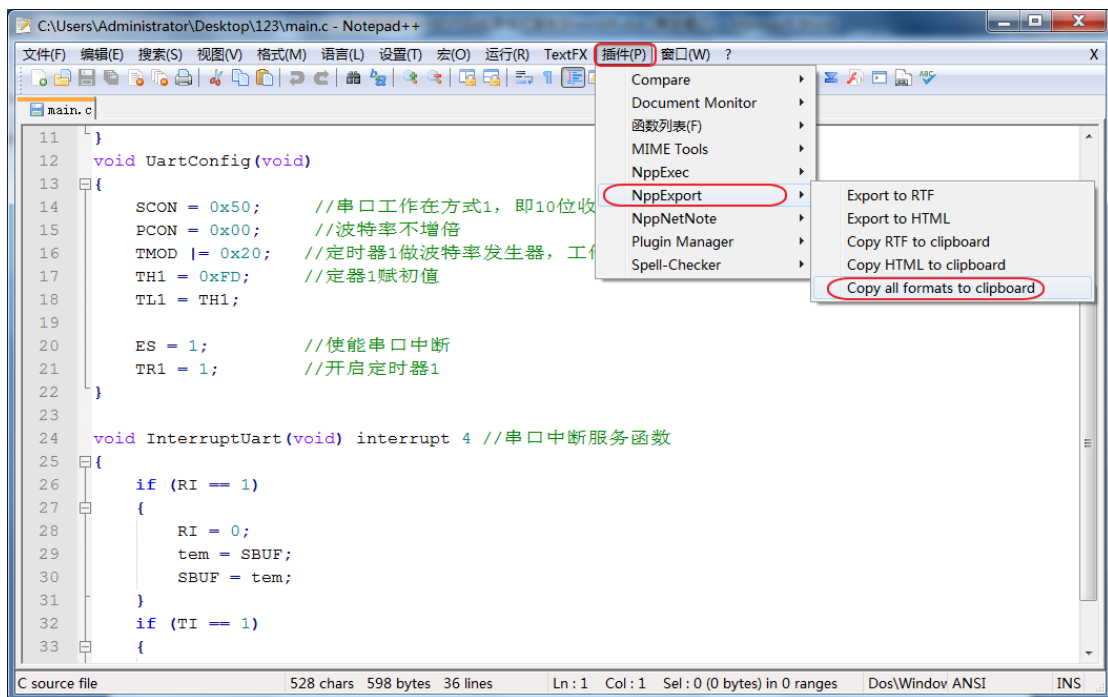 C:\Users\Administrator\Desktop\123\main.c - Notepad++
文件(F) 编辑(E) 搜索(S) 视图(V) 格式(M) 语言(L) 设置(T) 宏(O) 运行(R) TextFX 插件(P) 窗口(W) ? X
main.c
Compare
Document Monitor
函数列表(F)
MIME Tools
NppExec
NppExport
NppNetNote
Plugin Manager
Spell-Checker
Export to RTF
Export to HTML
Copy RTF to clipboard
Copy HTML to clipboard
Copy all formats to clipboard
11 }
12 void UartConfig(void)
13 {
14 SCON = 0x50; //串口工作在方式1，即10位收
15 PCON = 0x00; //波特率不增倍
16 TMOD |= 0x20; //定时器1做波特率发生器，工
17 TH1 = 0xFD; //定器1赋初值
18 TL1 = TH1;
19
20 ES = 1; //使能串口中断
21 TR1 = 1; //开启定时器1
22 }
23
24 void InterruptUart(void) interrupt 4 //串口中断服务函数
25 {
26 if (RI == 1)
27 {
28 RI = 0;
29 tem = SBUF;
30 SBUF = tem;
31 }
32 if (TI == 1)
33 {
C source file 528 chars 598 bytes 36 lines Ln : 1 Col : 1 Sel : 0 (0 bytes) in 0 ranges Dos\Window ANSI INS